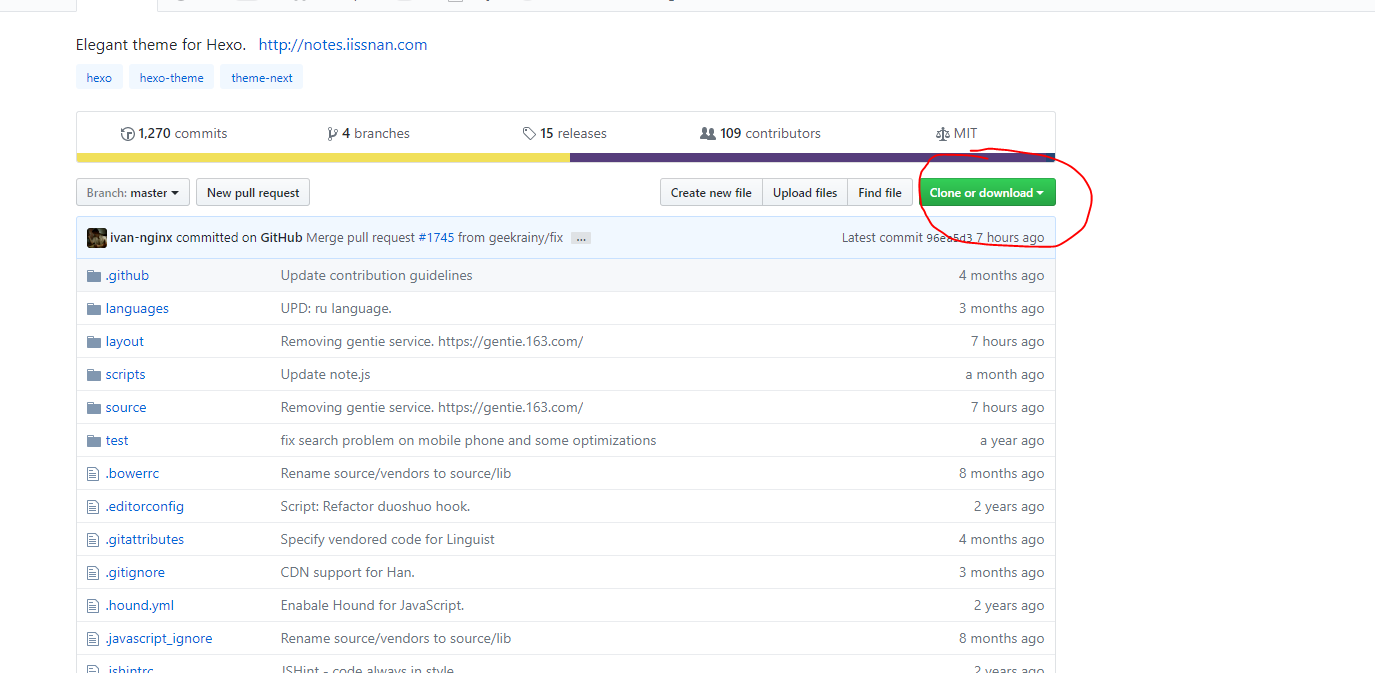 Elegant theme for Hexo. http://notes.iissnan.com
hexo hexo-theme theme-next
1,270 commits 4 branches 15 releases 109 contributors MIT
Branch: master New pull request Create new file Upload files Find file Clone or download
ivan-nginx committed on GitHub Merge pull request #1745 from geekrainy/fix ... Latest commit 96ea5d3 7 hours ago
.github Update contribution guidelines 4 months ago
languages UPD: ru language. 3 months ago
layout Removing gentie service. https://gentie.163.com/ 7 hours ago
scripts Update note.js a month ago
source Removing gentie service. https://gentie.163.com/ 7 hours ago
test fix search problem on mobile phone and some optimizations a year ago
.bowerrc Rename source/vendors to source/lib 8 months ago
.editorconfig Script: Refactor duoshuo hook. 2 years ago
.gitattributes Specify vendored code for Linguist 4 months ago
.gitignore CDN support for Han. 3 months ago
.hound.yml Enabale Hound for JavaScript. 2 years ago
.javascript_ignore Rename source/vendors to source/lib 8 months ago
.jshintrc JSHint - code always in style. 2 years ago